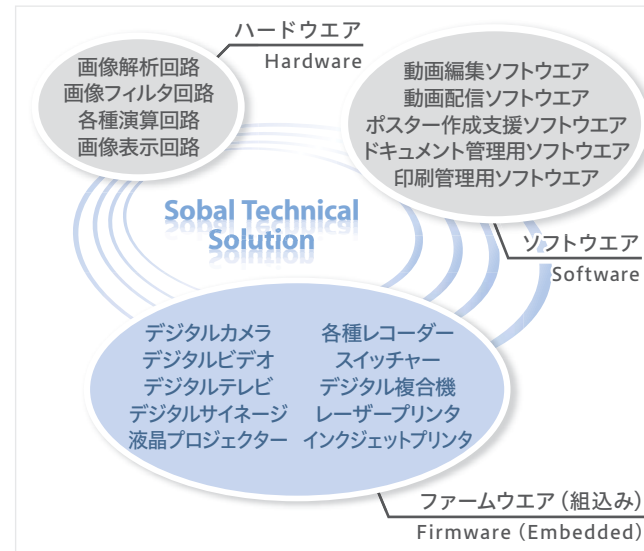 ハードウエア
Hardware
画像解析回路
画像フィルタ回路
各種演算回路
画像表示回路
動画編集ソフトウエア
動画配信ソフトウエア
ポスター作成支援ソフトウエア
ドキュメント管理用ソフトウエア
印刷管理用ソフトウエア
ソフトウエア
Software
Sobal Technical
Solution
デジタルカメラ 各種レコーダー
デジタルビデオ スイッチャー
デジタルテレビ デジタル複合機
デジタルサイネージ レーザープリンタ
液晶プロジェクター インクジェットプリンタ
ファームウエア（組込み）
Firmware (Embedded)